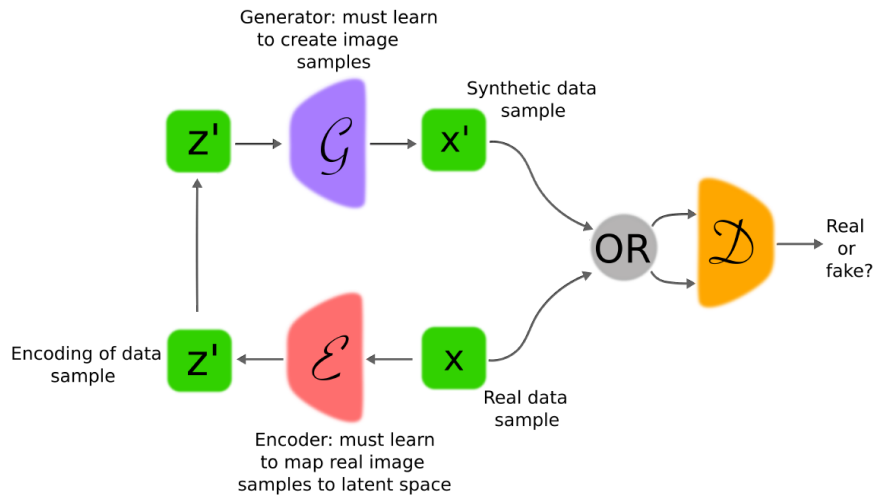 Generator: must learn
to create image
samples
z'
G
x'
Synthetic data
sample
OR
D
Real
or
fake?
Encoding of data
sample
z'
E
x
Real data
sample
Encoder: must learn
to map real image
samples to latent space